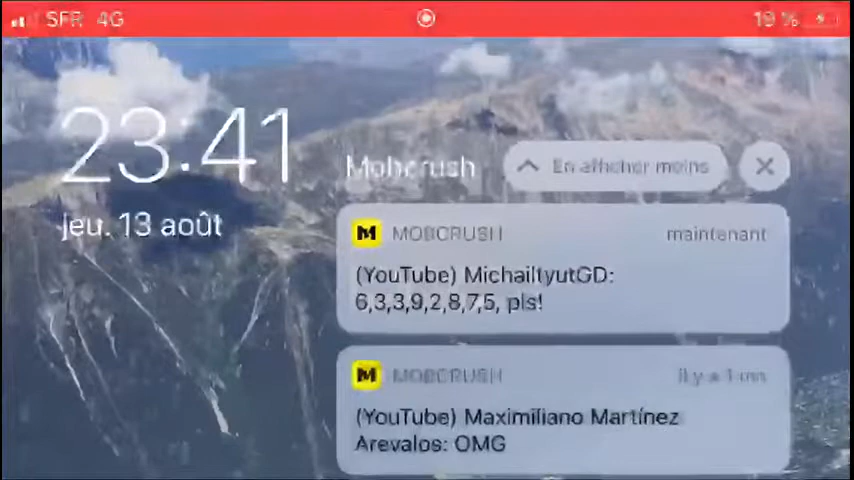 SFR 4G
19 %
23:41
jeu. 13 août
Mobcrush
En afficher moins
MOBCRUSH
maintenant
(YouTube) MichailtyutGD:
6,3,3,9,2,8,7,5, pls!
MOBCRUSH
il y a 1 min
(YouTube) Maximiliano Martínez
Arevalos: OMG